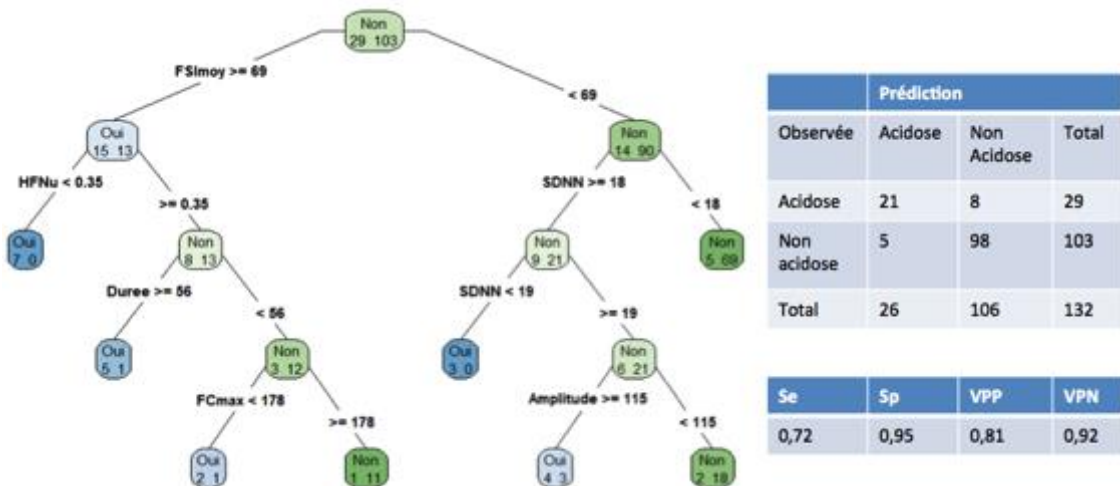 Non
29 103
FSImoy >= 69
< 69
Oui
15 13
Non
14 90
HFNu < 0.35
>= 0.35
SDNN >= 18
< 18
Oui
7 0
Non
8 13
Non
9 21
Non
5 69
Duree >= 56
< 56
SDNN < 19
>= 19
Oui
5 1
Non
3 12
Oui
3 0
Non
6 21
FCmax < 178
>= 178
Amplitude >= 115
< 115
Oui
2 1
Non
1 11
Oui
4 3
Non
2 18
Prédiction
Observée Acidose Non Acidose Total
Acidose 21 8 29
Non acidose 5 98 103
Total 26 106 132
Se Sp VPP VPN
0,72 0,95 0,81 0,92